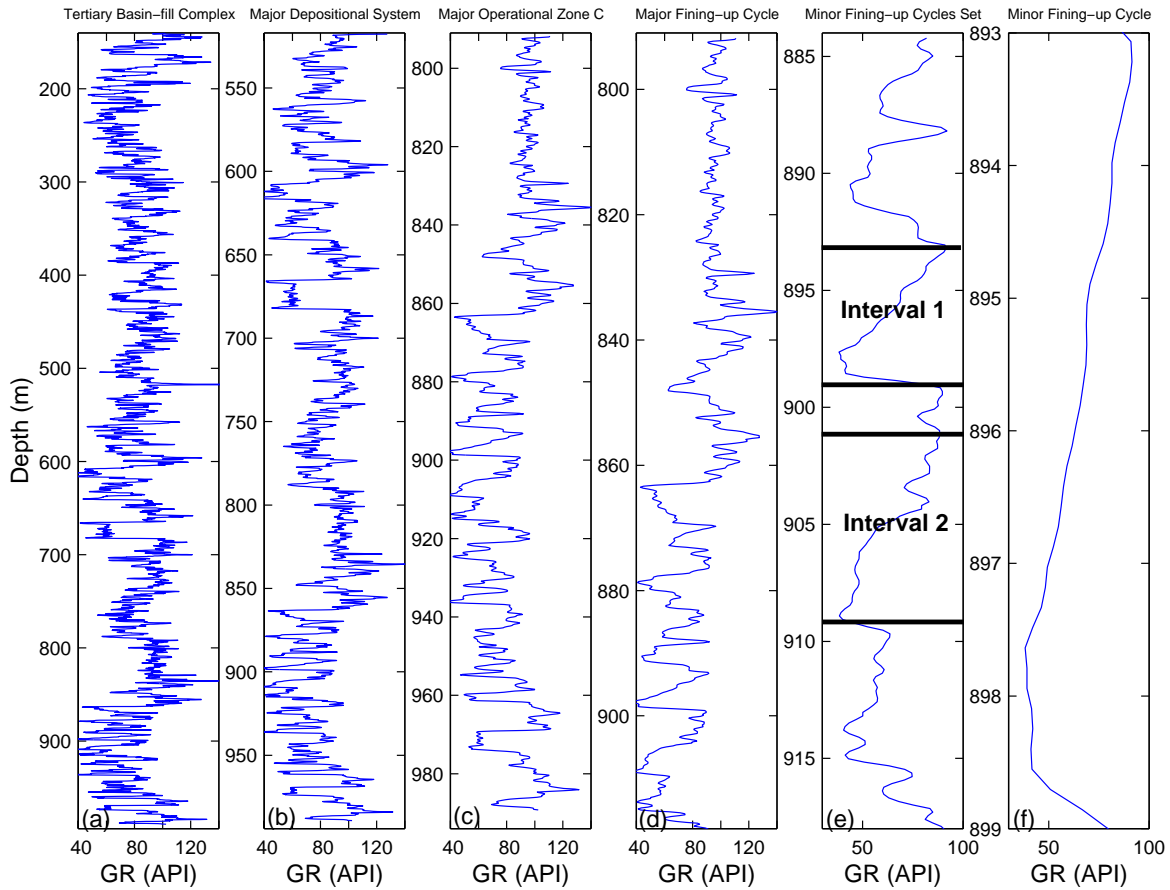 Tertiary Basin−fill Complex
Major Depositional System
Major Operational Zone C
Major Fining−up Cycle
Minor Fining−up Cycles Set
Minor Fining−up Cycle
Depth (m)
200
300
400
500
600
700
800
900
(a)
40 80 120
GR (API)
550
600
650
700
750
800
850
900
950
(b)
40 80 120
GR (API)
800
820
840
860
880
900
920
940
960
980
(c)
40 80 120
GR (API)
800
820
840
860
880
900
(d)
40 80 120
GR (API)
885
890
895
900
905
910
915
Interval 1
Interval 2
(e)
50 100
GR (API)
893
894
895
896
897
898
899
(f)
50 100
GR (API)